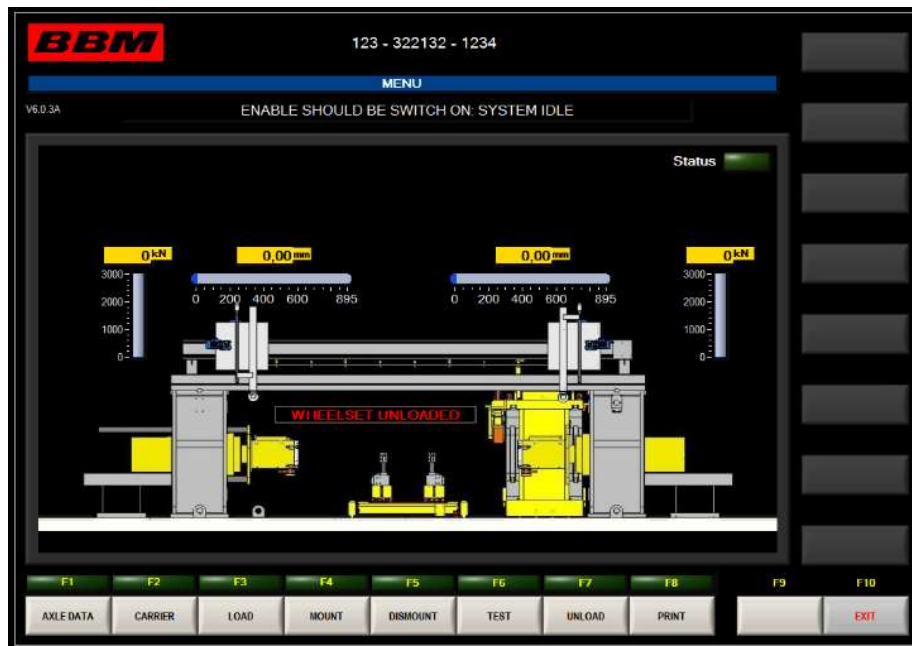 BBM
123 - 322132 - 1234
MENU
V6.0.3A
ENABLE SHOULD BE SWITCH ON: SYSTEM IDLE
Status
0 kN
0,00 mm
0,00 mm
0 kN
3000
2000
1000
0
0 200 400 600 895
0 200 400 600 895
3000
2000
1000
0
WHEELSET UNLOADED
F1 F2 F3 F4 F5 F6 F7 F8 F9 F10
AXLE DATA CARRIER LOAD MOUNT DISMOUNT TEST UNLOAD PRINT EXIT